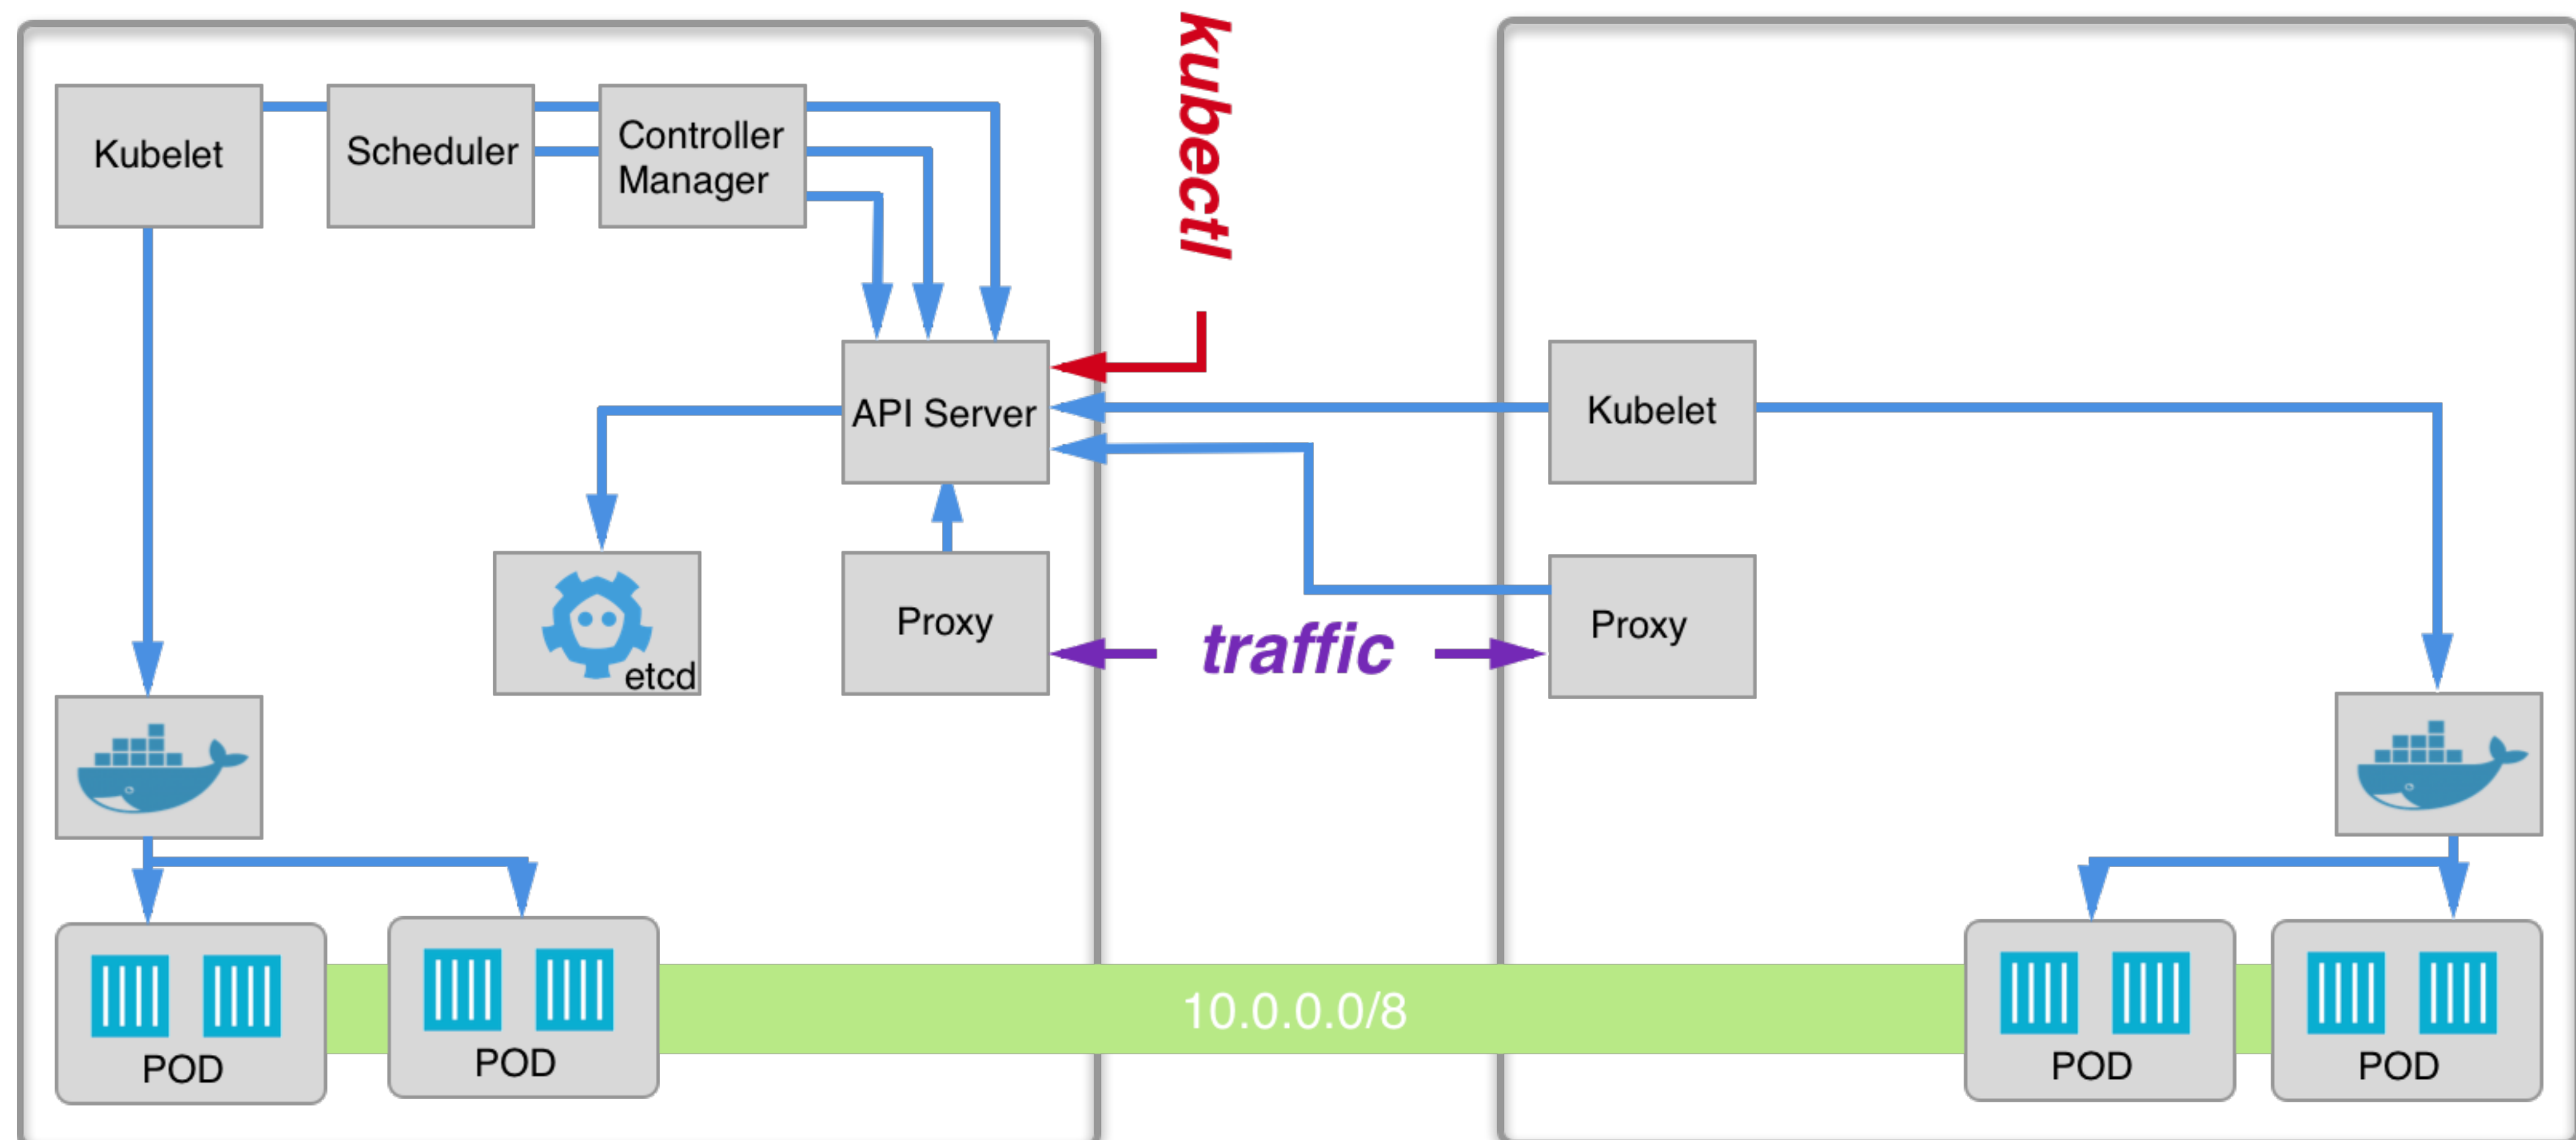 kubectl
Kubelet
Scheduler
Controller
Manager
API Server
Kubelet
etcd
Proxy
traffic
Proxy
10.0.0.0/8
POD
POD
POD
POD